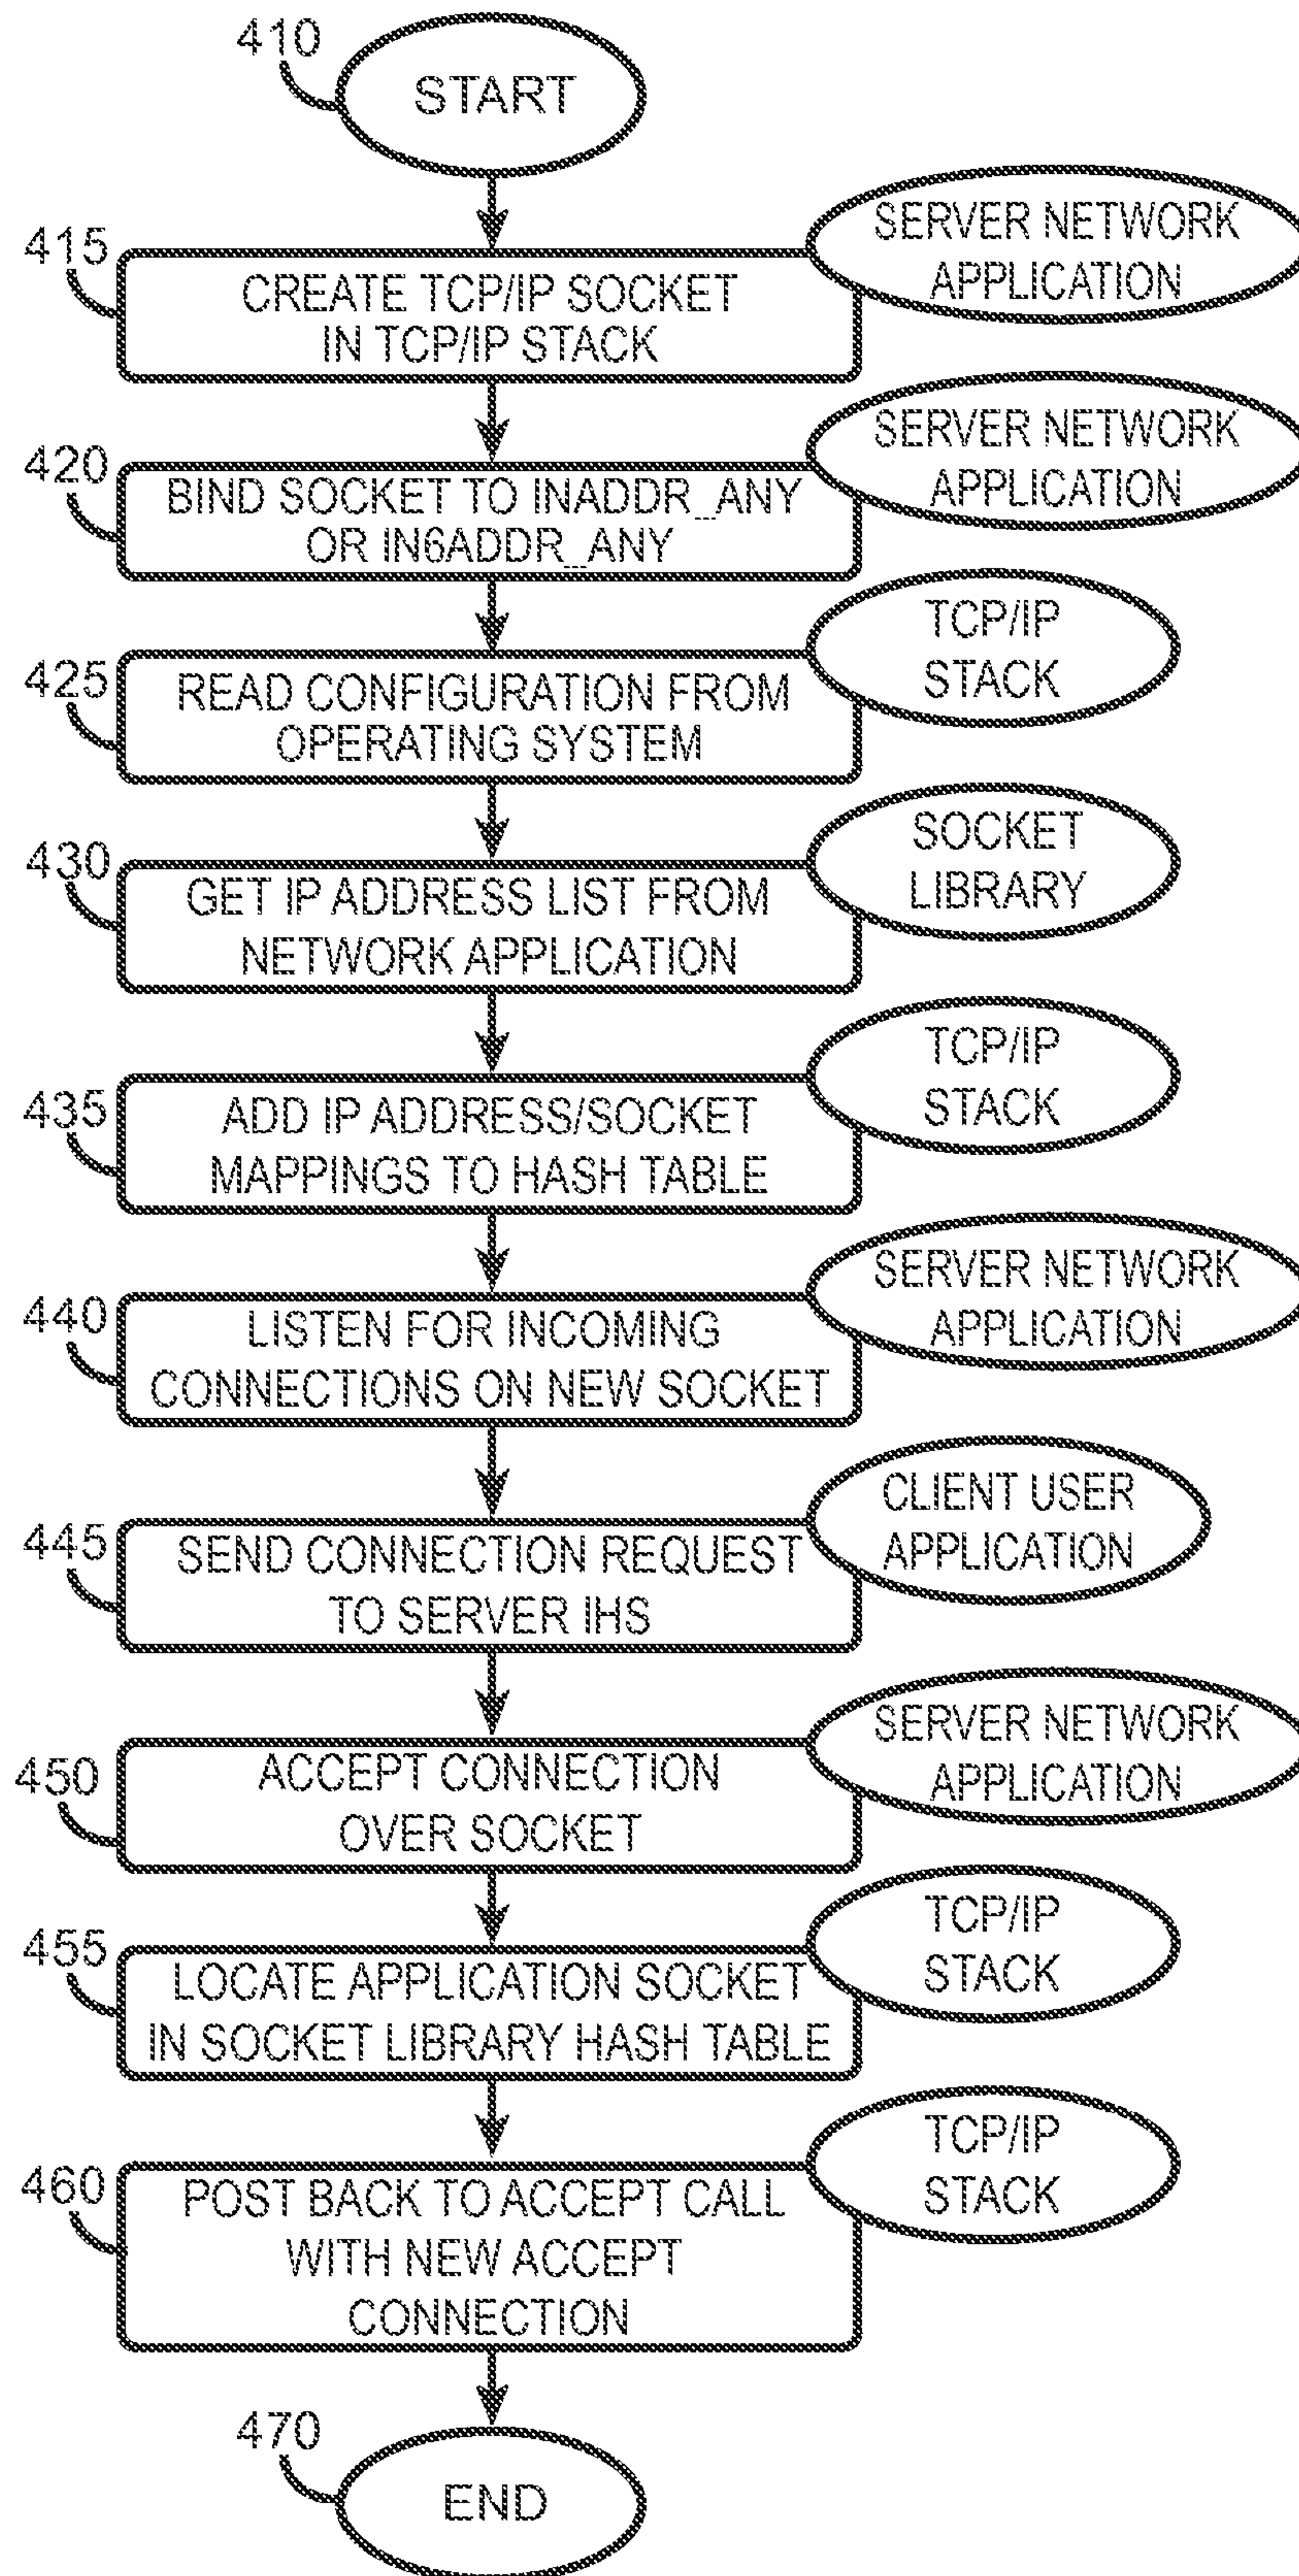 410
START
SERVER NETWORK
APPLICATION
415
CREATE TCP/IP SOCKET
IN TCP/IP STACK
SERVER NETWORK
APPLICATION
420
BIND SOCKET TO INADDR_ANY
OR IN6ADDR_ANY
TCP/IP
STACK
425
READ CONFIGURATION FROM
OPERATING SYSTEM
SOCKET
LIBRARY
430
GET IP ADDRESS LIST FROM
NETWORK APPLICATION
TCP/IP
STACK
435
ADD IP ADDRESS/SOCKET
MAPPINGS TO HASH TABLE
SERVER NETWORK
APPLICATION
440
LISTEN FOR INCOMING
CONNECTIONS ON NEW SOCKET
CLIENT USER
APPLICATION
445
SEND CONNECTION REQUEST
TO SERVER IHS
SERVER NETWORK
APPLICATION
450
ACCEPT CONNECTION
OVER SOCKET
TCP/IP
STACK
455
LOCATE APPLICATION SOCKET
IN SOCKET LIBRARY HASH TABLE
TCP/IP
STACK
460
POST BACK TO ACCEPT CALL
WITH NEW ACCEPT
CONNECTION
470
END